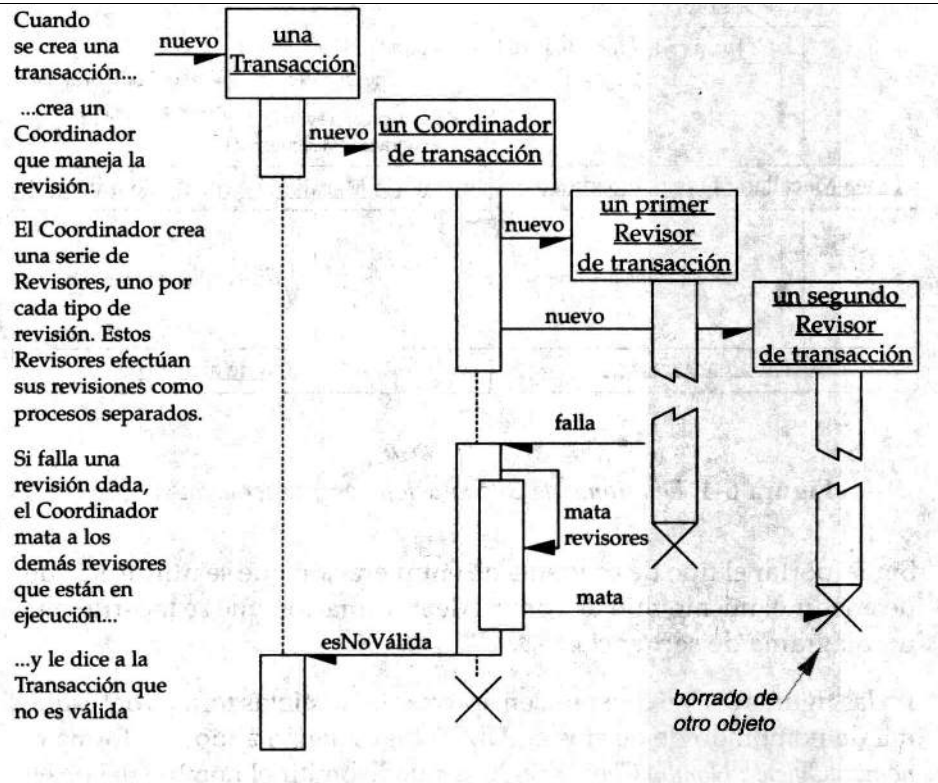 Cuando
se crea una
transacción...
nuevo
una
Transacción
...crea un
Coordinador
que maneja la
revisión.
nuevo
un Coordinador
de transacción
El Coordinador crea
una serie de
Revisores, uno por
cada tipo de
revisión. Estos
Revisores efectúan
sus revisiones como
procesos separados.
nuevo
un primer
Revisor
de transacción
nuevo
un segundo
Revisor
de transacción
falla
Si falla una
revisión dada,
el Coordinador
mata a los
demás revisores
que están en
ejecución...
mata
revisores
mata
esNoVálida
...y le dice a la
Transacción que
no es válida
borrado de
otro objeto